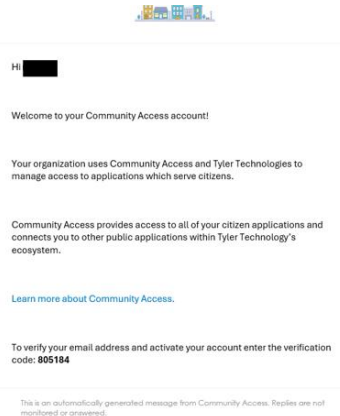 Hi
Welcome to your Community Access account!
Your organization uses Community Access and Tyler Technologies to
manage access to applications which serve citizens.
Community Access provides access to all of your citizen applications and
connects you to other public applications within Tyler Technology's
ecosystem.
Learn more about Community Access.
To verify your email address and activate your account enter the verification
code: 805184
This is an automatically generated message from Community Access. Replies are not
monitored or answered.